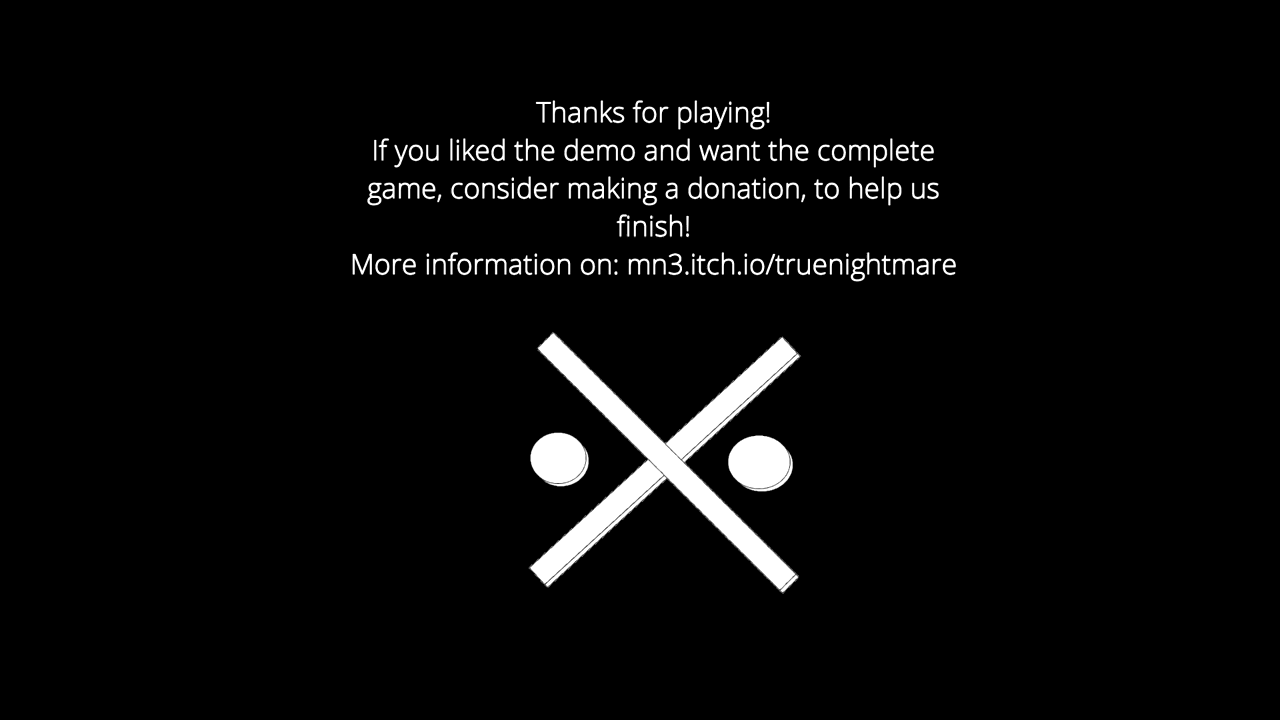 Thanks for playing!
If you liked the demo and want the complete
game, consider making a donation, to help us
finish!
More information on: mn3.itch.io/truenightmare